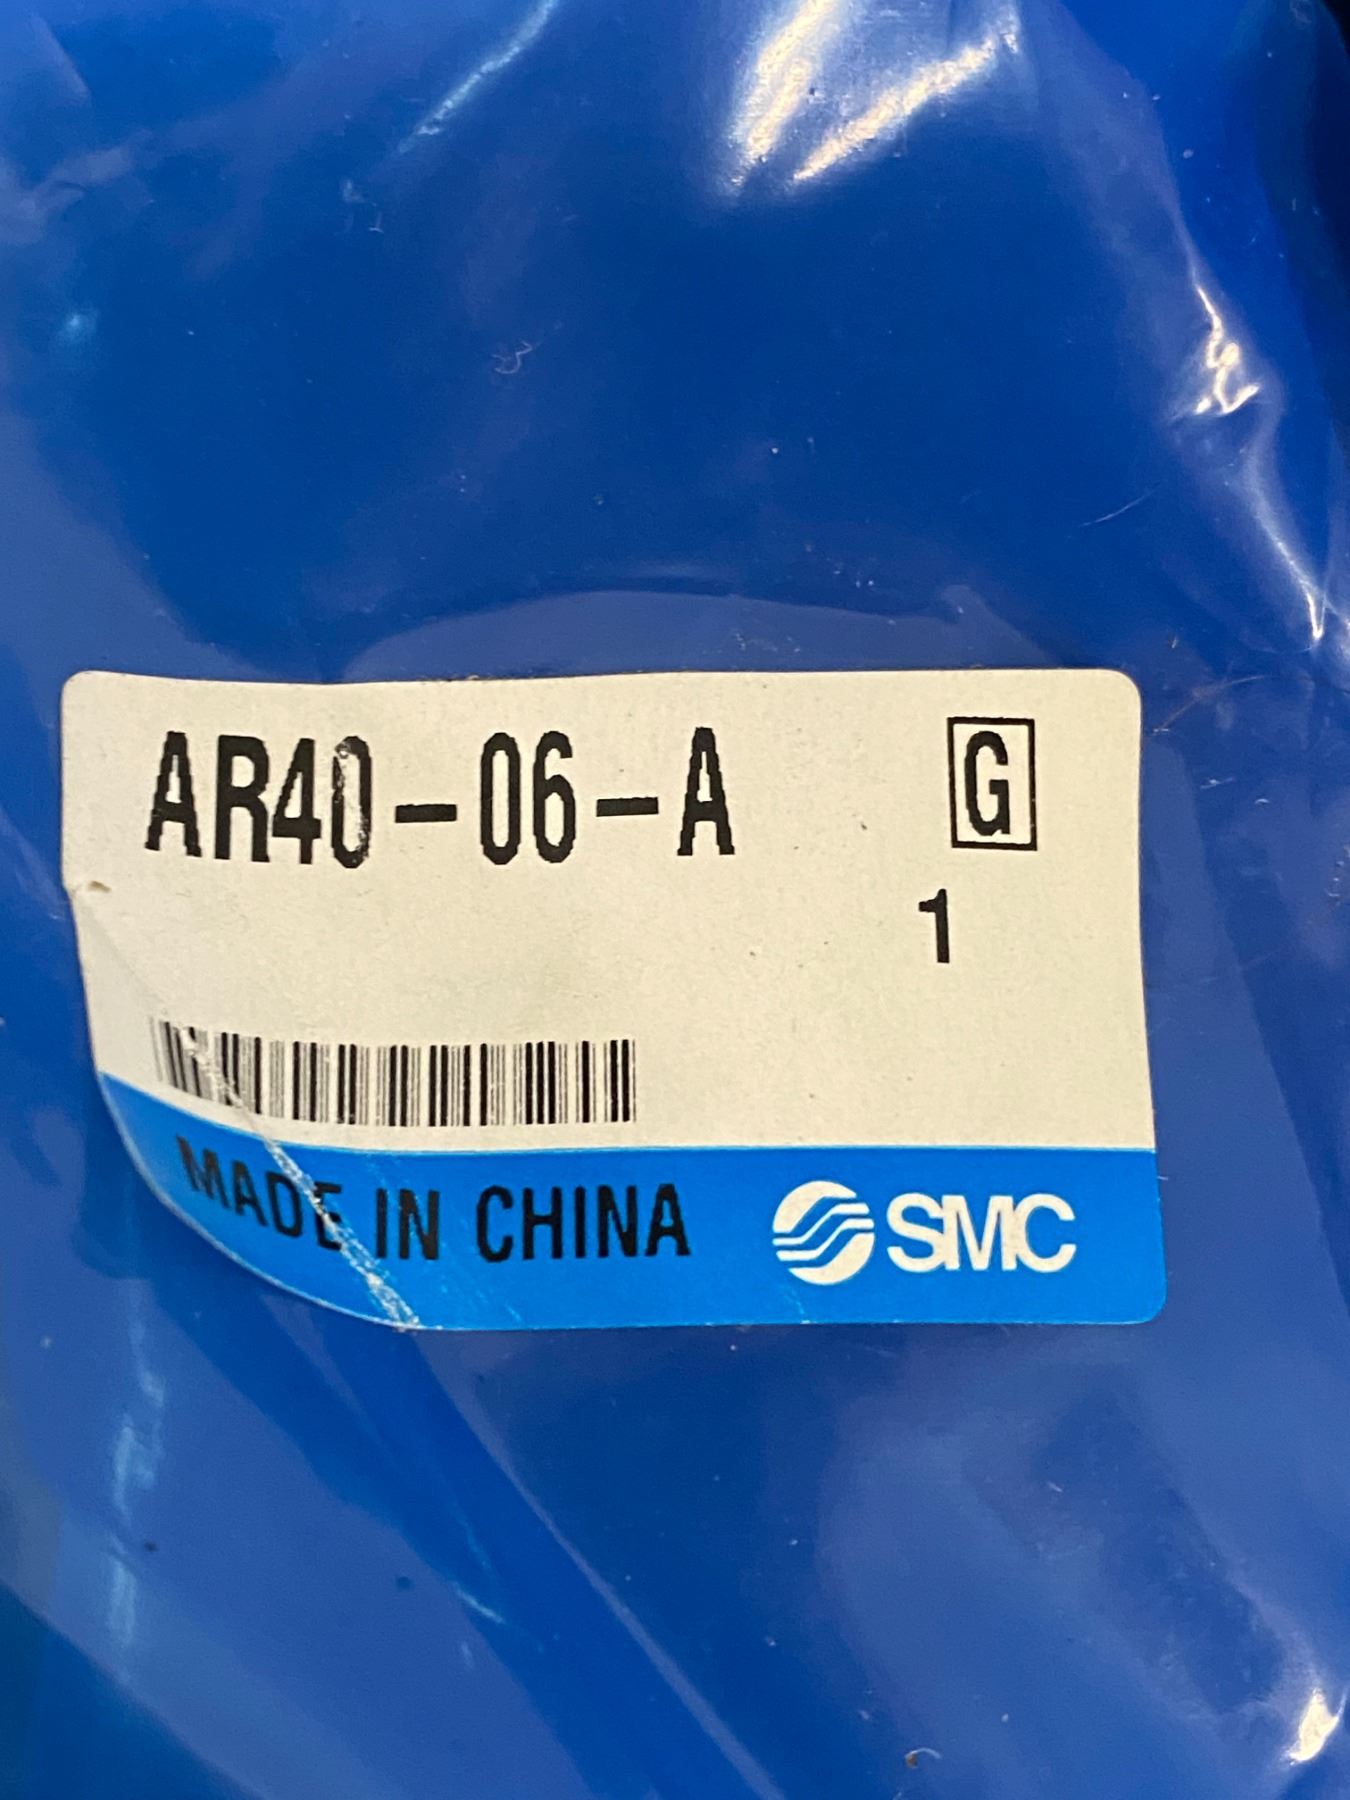 AR40-06-A G
1
MADE IN CHINA SMC